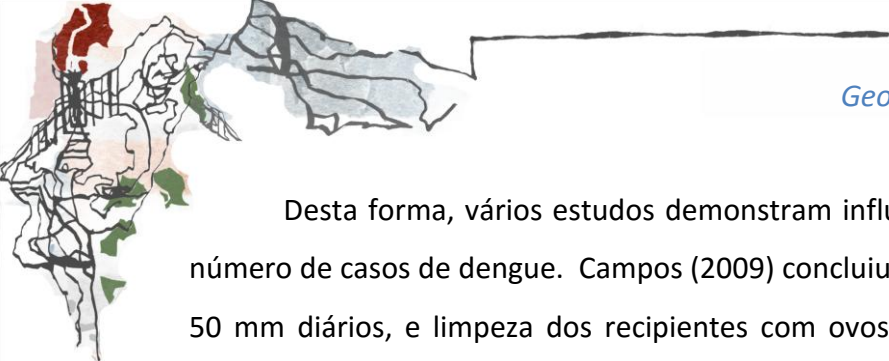 Geo
Desta forma, vários estudos demonstram influ
número de casos de dengue. Campos (2009) concluiu
50 mm diários, e limpeza dos recipientes com ovos